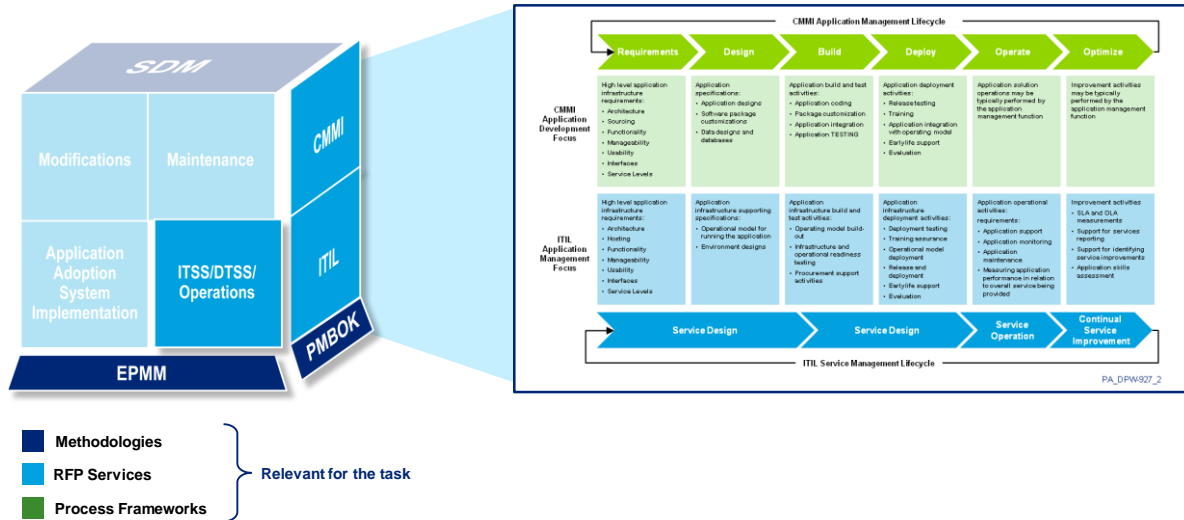 SDM
Modifications
Maintenance
Application
Adoption
System
Implementation
ITSS/DTSS/
Operations
CMMI
ITIL
EPMM
PMBOK
Methodologies
RFP Services
Process Frameworks
Relevant for the task
CMMI Application Management Lifecycle
Requirements
Design
Build
Deploy
Operate
Optimize
CMMI
Application
Development
Focus
High level application
infrastructure
requirements:
• Architecture
• Sourcing
• Functionality
• Manageability
• Usability
• Interfaces
• Service Levels
Application
specifications:
• Application designs
• Software package
customizations
• Data designs and
databases
Application build and test
activities:
• Application coding
• Package customization
• Application integration
• Application TESTING
Application deployment
activities:
• Release testing
• Training
• Application integration
with operating model
• Early life support
• Evaluation
Application solution
operations may be
typically performed by
the application
management function
Improvement activities
may be typically
performed by the
application management
function
ITIL
Application
Management
Focus
High level application
infrastructure
requirements:
• Architecture
• Hosting
• Functionality
• Manageability
• Usability
• Interfaces
• Service Levels
Application
infrastructure supporting
specifications:
• Operational model for
running the application
• Environment designs
Application
infrastructure build and
test activities:
• Operating model build-
out
• Infrastructure and
operational readiness
testing
• Procurement support
activities
Application
infrastructure
deployment activities:
• Deployment testing
• Training assurance
• Operational model
deployment
• Release and
deployment
• Early life support
• Evaluation
Application operational
activities:
requirements:
• Application support
• Application monitoring
• Application
maintenance
• Measuring application
performance in relation
to overall service being
provided
Improvement activities
• SLA and OLA
measurements
• Support for services
reporting
• Support for identifying
service improvements
• Application skills
assessment
Service Design
Service Design
Service
Operation
Continual
Service
Improvement
ITIL Service Management Lifecycle
PA_DPW-927_2